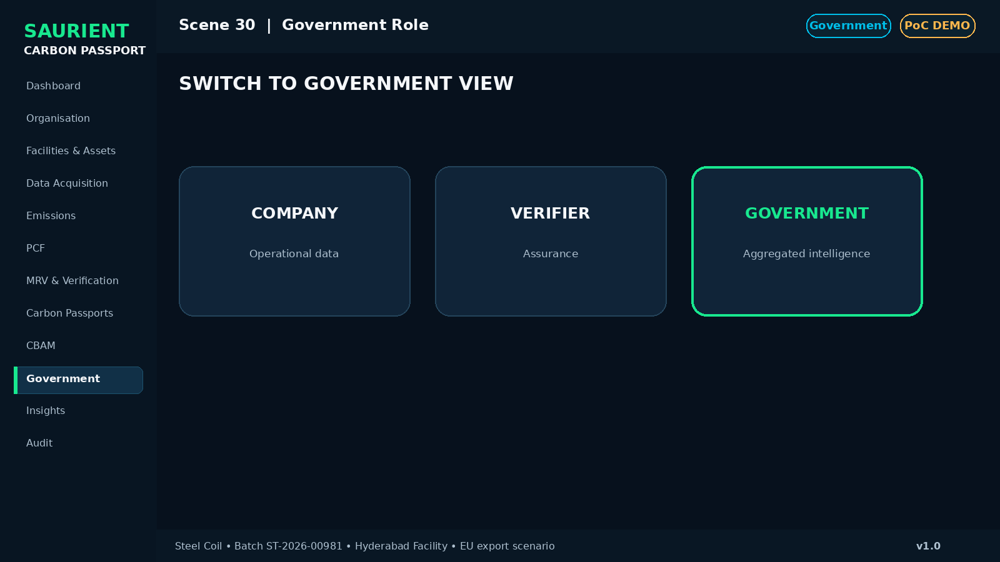 SAURIENT
CARBON PASSPORT
Dashboard
Organisation
Facilities & Assets
Data Acquisition
Emissions
PCF
MRV & Verification
Carbon Passports
CBAM
Government
Insights
Audit
Scene 30 | Government Role
Government
PoC DEMO
SWITCH TO GOVERNMENT VIEW
COMPANY
Operational data
VERIFIER
Assurance
GOVERNMENT
Aggregated intelligence
Steel Coil • Batch ST-2026-00981 • Hyderabad Facility • EU export scenario
v1.0